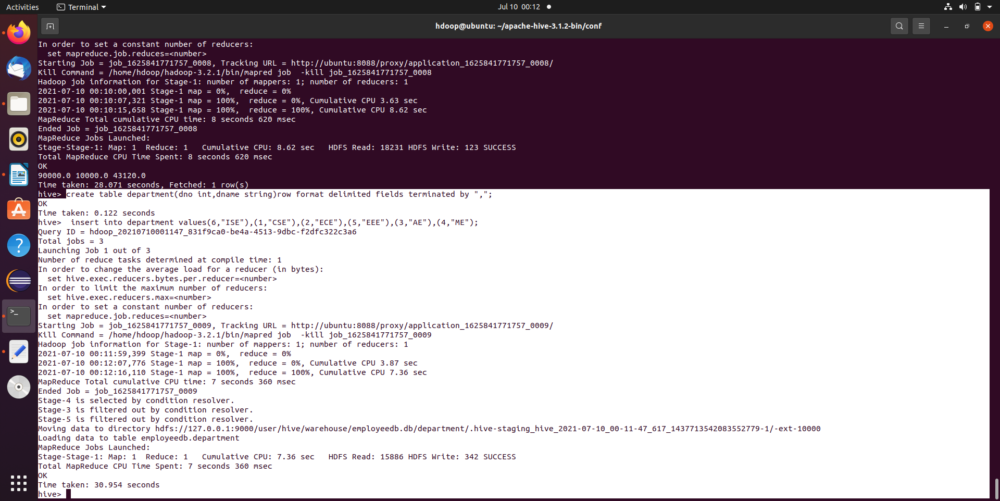 Activities
Terminal
Jul 10 00:12
hdoop@ubuntu: ~/apache-hive-3.1.2-bin/conf
In order to set a constant number of reducers:
  set mapreduce.job.reduces=<number>
Starting Job = job_1625841771757_0008, Tracking URL = http://ubuntu:8088/proxy/application_1625841771757_0008/
Kill Command = /home/hdoop/hadoop-3.2.1/bin/mapred job  -kill job_1625841771757_0008
Hadoop job information for Stage-1: number of mappers: 1; number of reducers: 1
2021-07-10 00:10:00,001 Stage-1 map = 0%,  reduce = 0%
2021-07-10 00:10:07,321 Stage-1 map = 100%,  reduce = 0%, Cumulative CPU 3.63 sec
2021-07-10 00:10:15,658 Stage-1 map = 100%,  reduce = 100%, Cumulative CPU 8.62 sec
MapReduce Total cumulative CPU time: 8 seconds 620 msec
Ended Job = job_1625841771757_0008
MapReduce Jobs Launched:
Stage-Stage-1: Map: 1  Reduce: 1   Cumulative CPU: 8.62 sec   HDFS Read: 18231 HDFS Write: 123 SUCCESS
Total MapReduce CPU Time Spent: 8 seconds 620 msec
OK
90000.0 10000.0 43120.0
Time taken: 28.071 seconds, Fetched: 1 row(s)
hive> create table department(dno int,dname string)row format delimited fields terminated by ",";
OK
Time taken: 0.122 seconds
hive>  insert into department values(6,"ISE"),(1,"CSE"),(2,"ECE"),(5,"EEE"),(3,"AE"),(4,"ME");
Query ID = hdoop_20210710001147_831f9ca0-be4a-4513-9dbc-f2dfc322c3a6
Total jobs = 3
Launching Job 1 out of 3
Number of reduce tasks determined at compile time: 1
In order to change the average load for a reducer (in bytes):
  set hive.exec.reducers.bytes.per.reducer=<number>
In order to limit the maximum number of reducers:
  set hive.exec.reducers.max=<number>
In order to set a constant number of reducers:
  set mapreduce.job.reduces=<number>
Starting Job = job_1625841771757_0009, Tracking URL = http://ubuntu:8088/proxy/application_1625841771757_0009/
Kill Command = /home/hdoop/hadoop-3.2.1/bin/mapred job  -kill job_1625841771757_0009
Hadoop job information for Stage-1: number of mappers: 1; number of reducers: 1
2021-07-10 00:11:59,399 Stage-1 map = 0%,  reduce = 0%
2021-07-10 00:12:07,776 Stage-1 map = 100%,  reduce = 0%, Cumulative CPU 3.87 sec
2021-07-10 00:12:16,110 Stage-1 map = 100%,  reduce = 100%, Cumulative CPU 7.36 sec
MapReduce Total cumulative CPU time: 7 seconds 360 msec
Ended Job = job_1625841771757_0009
Stage-4 is selected by condition resolver.
Stage-3 is filtered out by condition resolver.
Stage-5 is filtered out by condition resolver.
Moving data to directory hdfs://127.0.0.1:9000/user/hive/warehouse/employeedb.db/department/.hive-staging_hive_2021-07-10_00-11-47_617_1437713542083552779-1/-ext-10000
Loading data to table employeedb.department
MapReduce Jobs Launched:
Stage-Stage-1: Map: 1  Reduce: 1   Cumulative CPU: 7.36 sec   HDFS Read: 15886 HDFS Write: 342 SUCCESS
Total MapReduce CPU Time Spent: 7 seconds 360 msec
OK
Time taken: 30.954 seconds
hive>